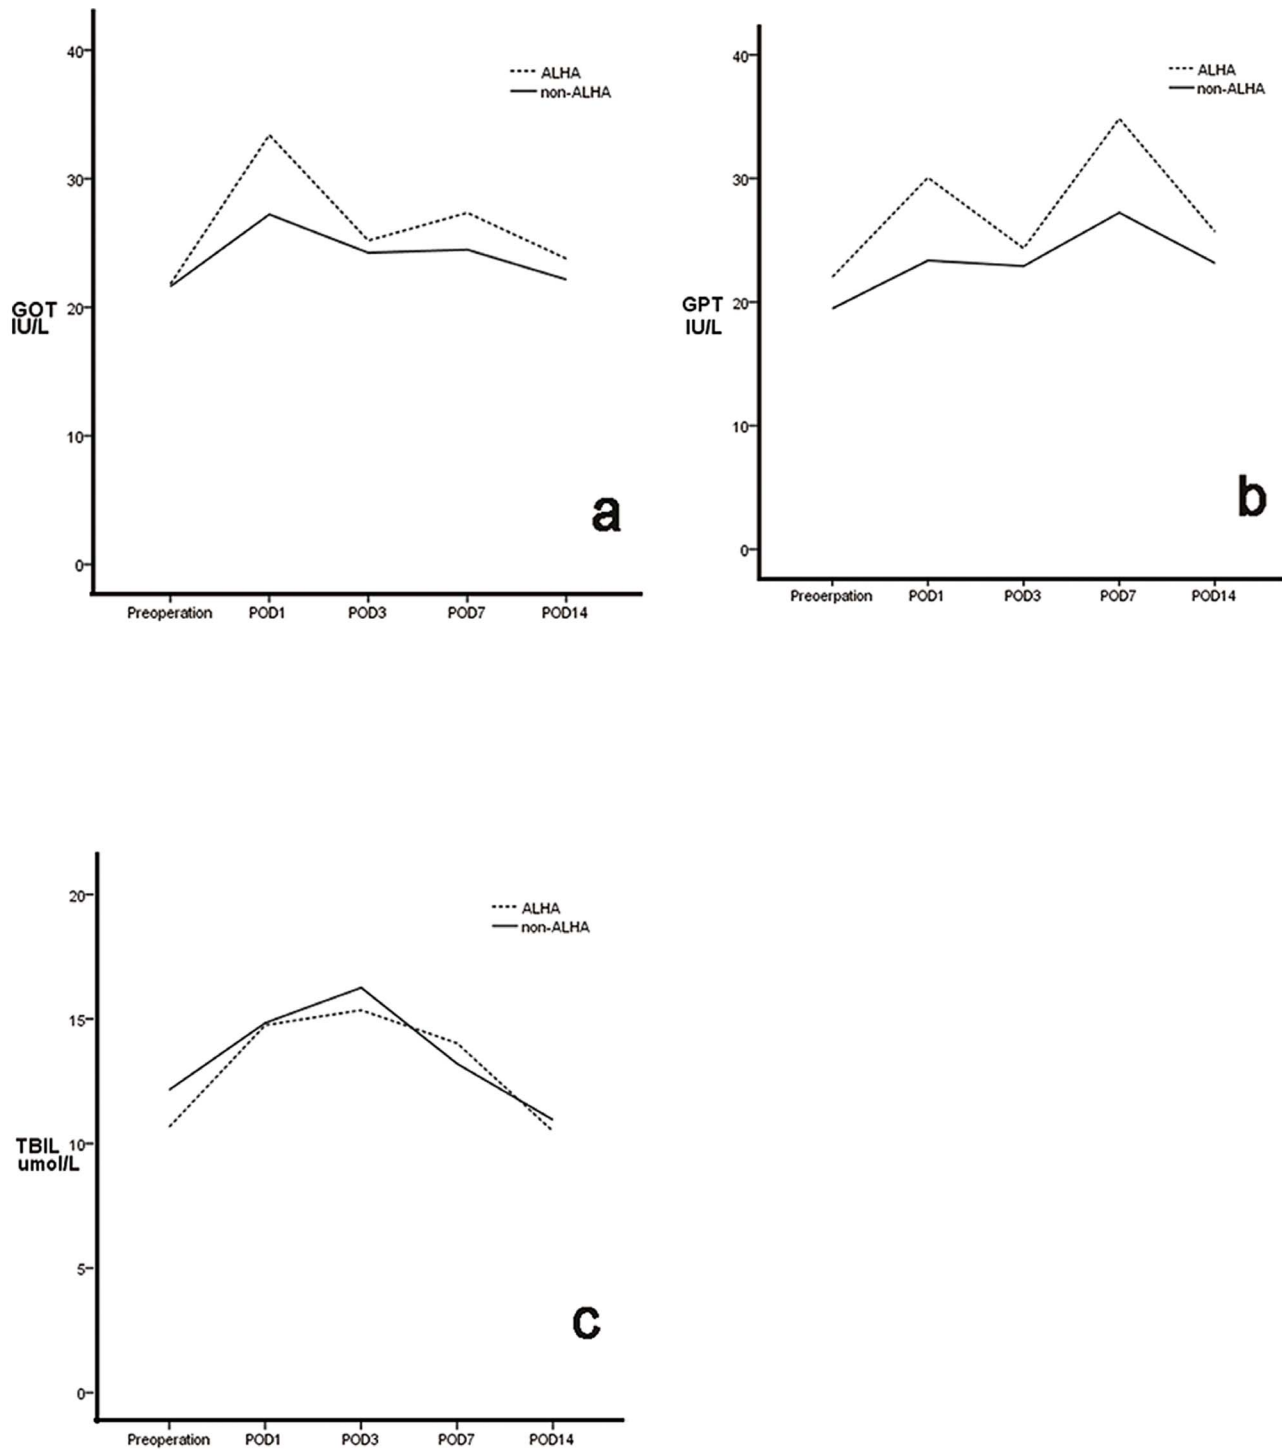 40
30
20
10
0
GOT
IU/L
ALHA
non-ALHA
a
Preoperation POD1 POD3 POD7 POD14
40
30
20
10
0
GPT
IU/L
ALHA
non-ALHA
b
Preoerpation POD1 POD3 POD7 POD14
20
15
10
5
0
TBIL
umol/L
ALHA
non-ALHA
c
Preoperation POD1 POD3 POD7 POD14